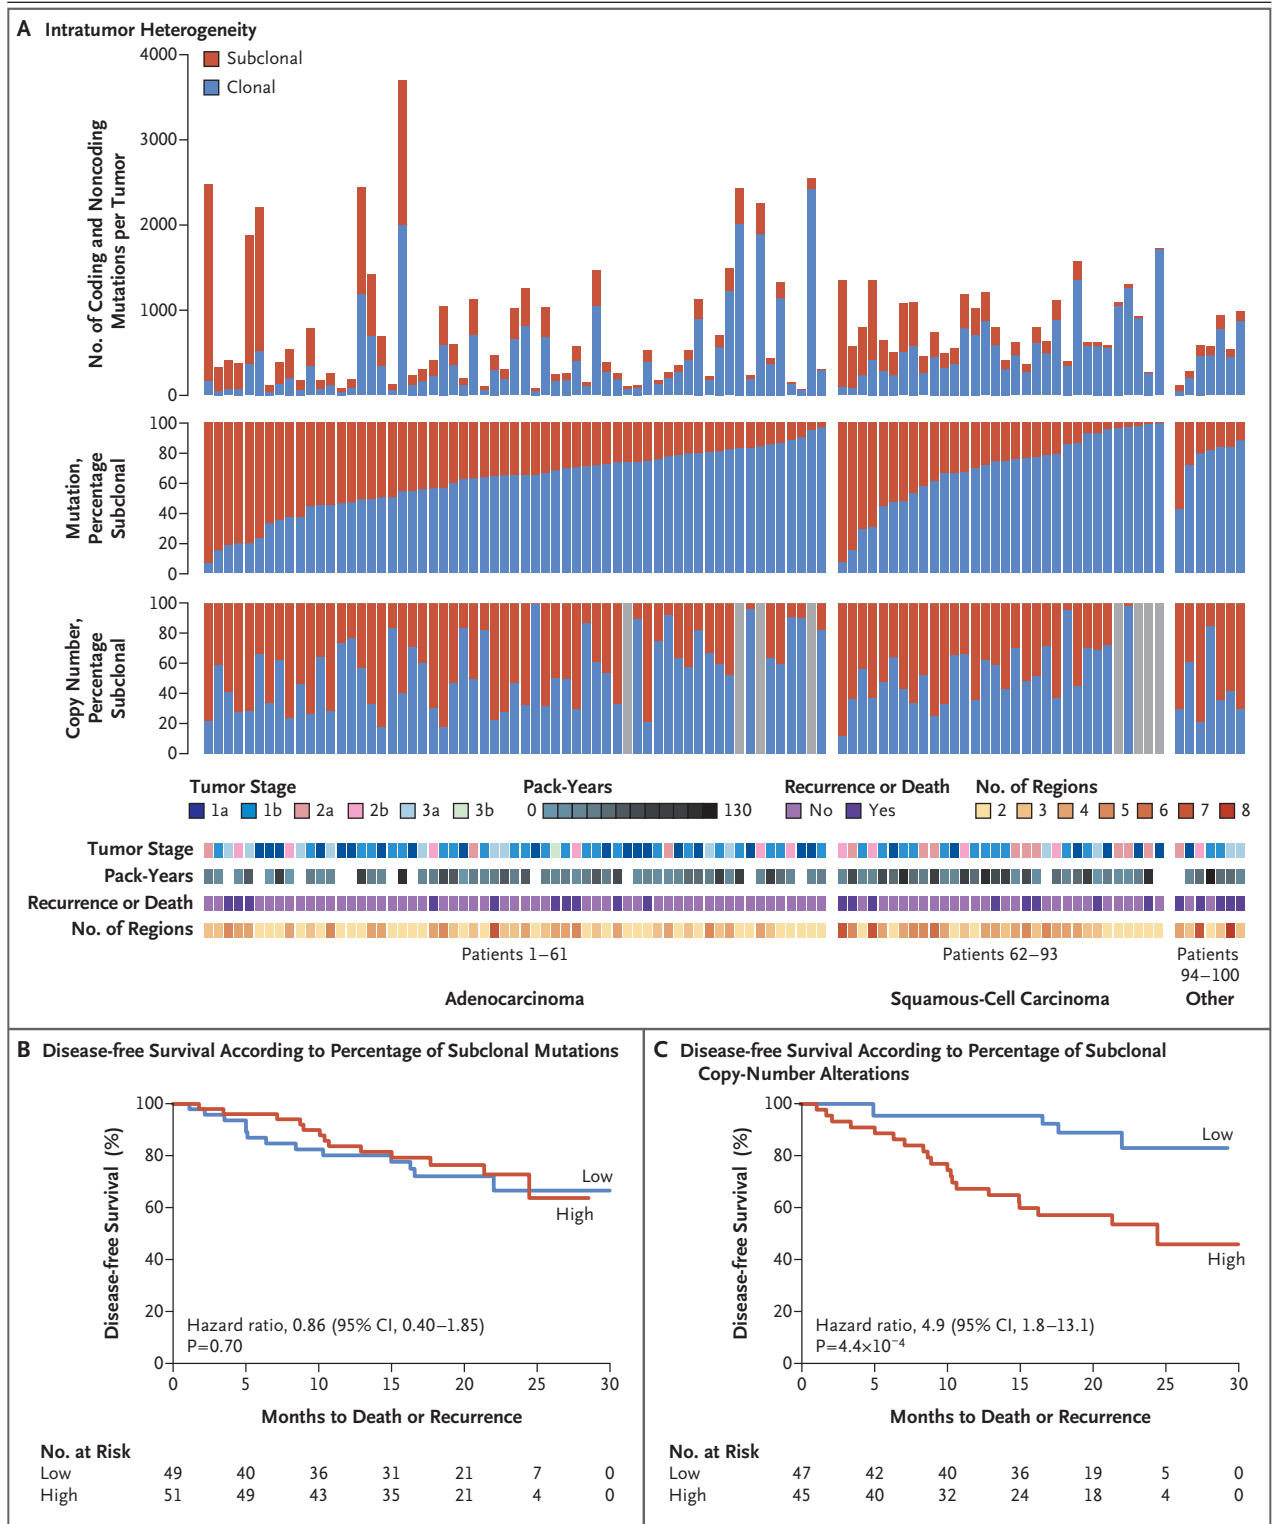 A Intratumor Heterogeneity
Subclonal
Clonal
No. of Coding and Noncoding
Mutations per Tumor
4000
3000
2000
1000
0
Mutation,
Percentage
Subclonal
100
80
60
40
20
0
Copy Number,
Percentage
Subclonal
100
80
60
40
20
0
Tumor Stage
1a 1b 2a 2b 3a 3b
Pack-Years
0 130
Recurrence or Death
No Yes
No. of Regions
2 3 4 5 6 7 8
Tumor Stage
Pack-Years
Recurrence or Death
No. of Regions
Patients 1–61
Adenocarcinoma
Patients 62–93
Squamous-Cell Carcinoma
Patients
94–100
Other
B Disease-free Survival According to Percentage of Subclonal Mutations
Disease-free Survival (%)
100
80
60
40
20
0
Low
High
Hazard ratio, 0.86 (95% CI, 0.40–1.85)
P=0.70
0 5 10 15 20 25 30
Months to Death or Recurrence
No. at Risk
Low 49 40 36 31 21 7 0
High 51 49 43 35 21 4 0
C Disease-free Survival According to Percentage of Subclonal
Copy-Number Alterations
Disease-free Survival (%)
100
80
60
40
20
0
Low
High
Hazard ratio, 4.9 (95% CI, 1.8–13.1)
P=4.4×10⁻⁴
0 5 10 15 20 25 30
Months to Death or Recurrence
No. at Risk
Low 47 42 40 36 19 5 0
High 45 40 32 24 18 4 0